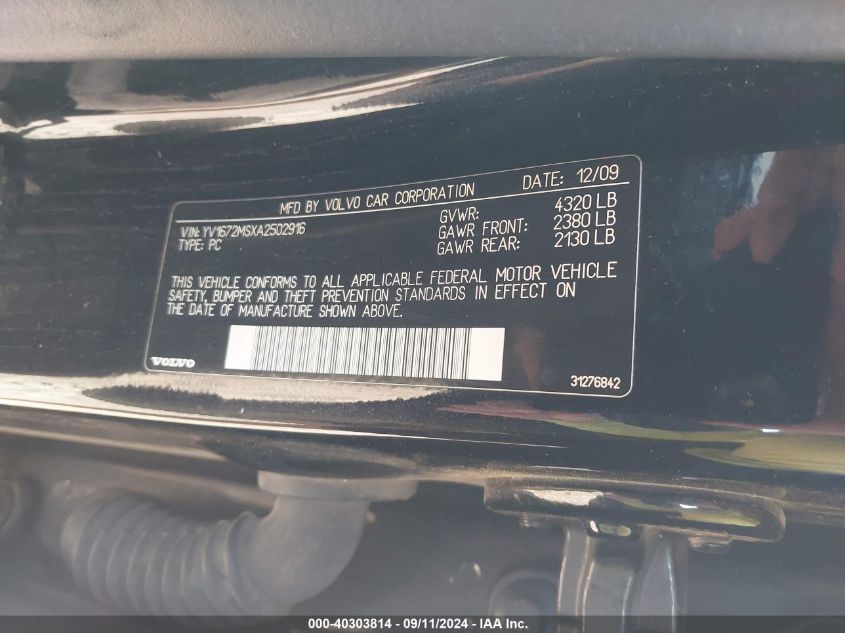 MFD BY VOLVO CAR CORPORATION DATE: 12/09
VIN: YV1672MSXA2502916
TYPE: PC
GVWR: 4320 LB
GAWR FRONT: 2380 LB
GAWR REAR: 2130 LB
THIS VEHICLE CONFORMS TO ALL APPLICABLE FEDERAL MOTOR VEHICLE
SAFETY, BUMPER AND THEFT PREVENTION STANDARDS IN EFFECT ON
THE DATE OF MANUFACTURE SHOWN ABOVE.
VOLVO
31276842
000-40303814 - 09/11/2024 - IAA Inc.